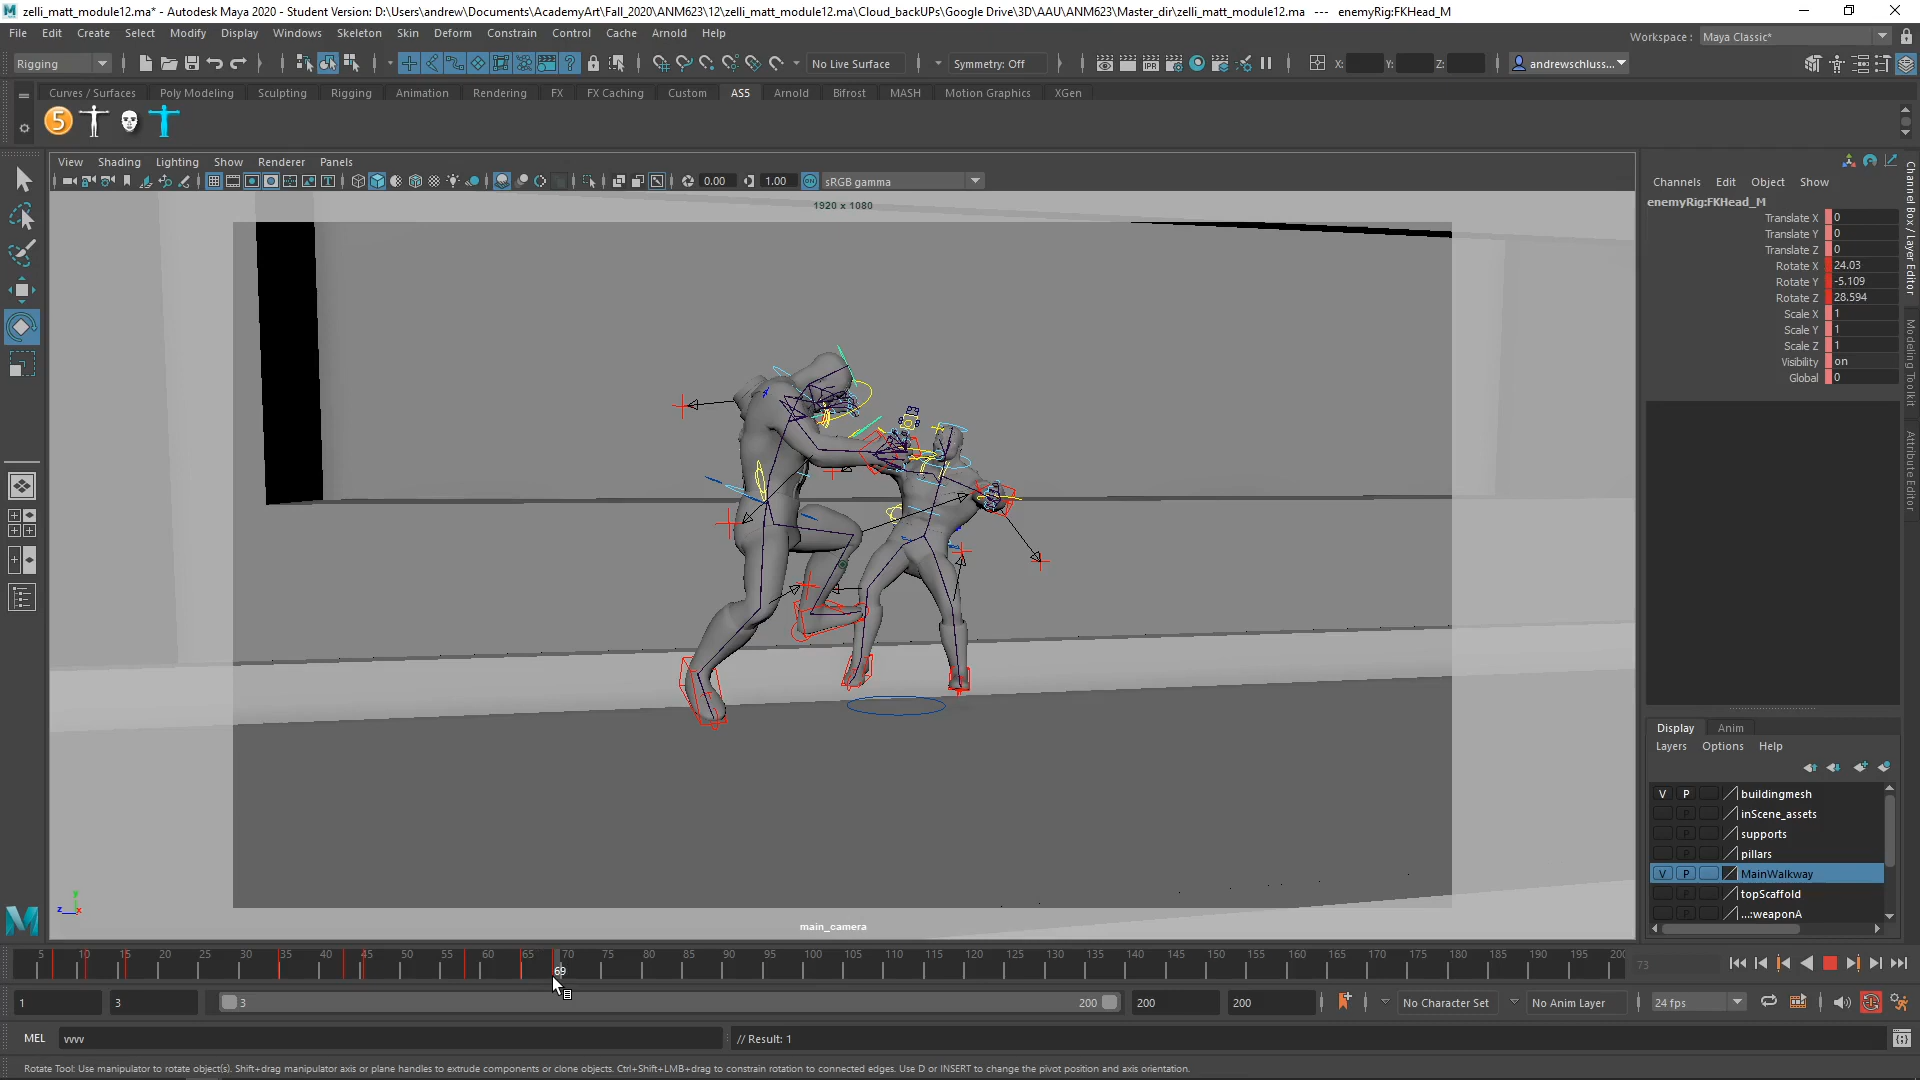 zelli_matt_module12.ma* - Autodesk Maya 2020 - Student Version: D:\Users\andrew\Documents\AcademyArt\Fall_2020\ANM623\12\zelli_matt_module12.ma\Cloud_backUPs\Google Drive\3D\AAU\ANM623\Master_dir\zelli_matt_module12.ma --- enemyRig:FKHead_M
File Edit Create Select Modify Display Windows Skeleton Skin Deform Constrain Control Cache Arnold Help
Workspace : Maya Classic*
Rigging No Live Surface Symmetry: Off X: Y: Z: andrewschluss...
Curves / Surfaces Poly Modeling Sculpting Rigging Animation Rendering FX FX Caching Custom AS5 Arnold Bifrost MASH Motion Graphics XGen
5
View Shading Lighting Show Renderer Panels
0.00 1.00 ON sRGB gamma
1920 x 1080
Channels Edit Object Show
enemyRig:FKHead_M
Translate X 0
Translate Y 0
Translate Z 0
Rotate X 24.03
Rotate Y -5.109
Rotate Z 28.594
Scale X 1
Scale Y 1
Scale Z 1
Visibility on
Global 0
Channel Box / Layer Editor
Modeling Toolkit
Attribute Editor
Display Anim
Layers Options Help
V P buildingmesh
P inScene_assets
P supports
P pillars
V P MainWalkway
P topScaffold
P ...:weaponA
y
z x
main_camera
5 10 15 20 25 30 35 40 45 50 55 60 65 70 75 80 85 90 95 100 105 110 115 120 125 130 135 140 145 150 155 160 165 170 175 180 185 190 195 200
69
73
1 3 3 200 200 200 No Character Set No Anim Layer 24 fps
MEL vvvv // Result: 1
Rotate Tool: Use manipulator to rotate object(s). Shift+drag manipulator axis or plane handles to extrude components or clone objects. Ctrl+Shift+LMB+drag to constrain rotation to connected edges. Use D or INSERT to change the pivot position and axis orientation.